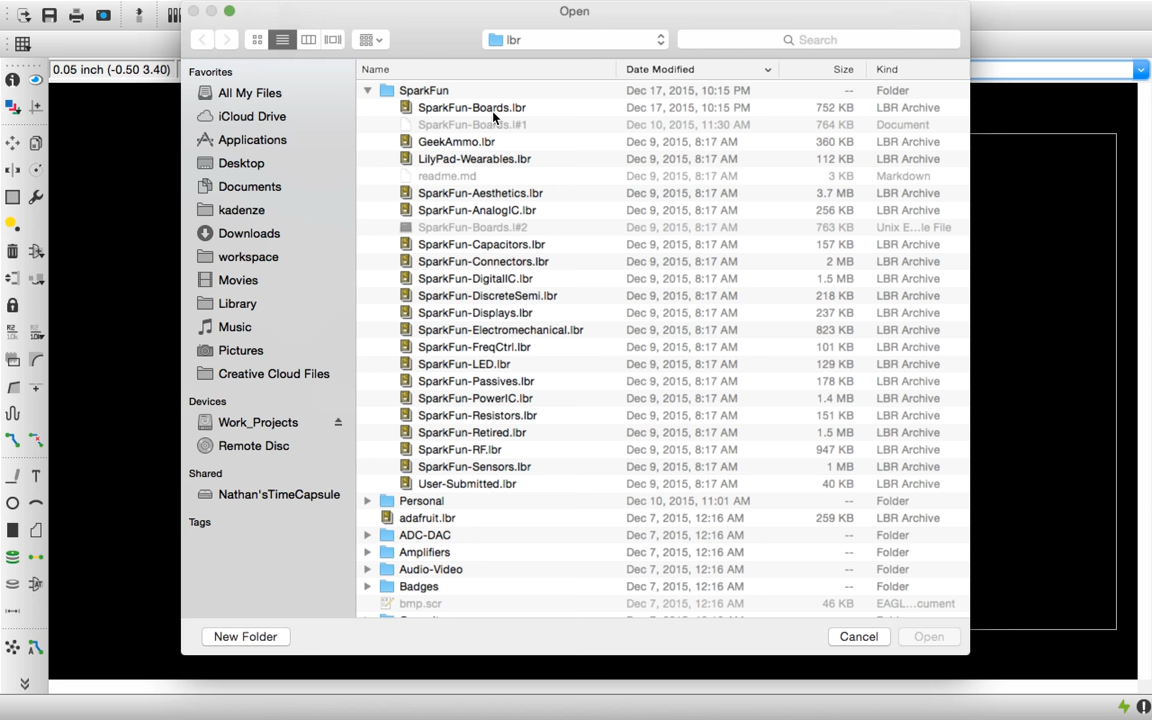 Open
lbr
Search
0.05 inch (-0.50 3.40)
Favorites
All My Files
iCloud Drive
Applications
Desktop
Documents
kadenze
Downloads
workspace
Movies
Library
Music
Pictures
Creative Cloud Files
Devices
Work_Projects
Remote Disc
Shared
Nathan'sTimeCapsule
Tags
Name Date Modified Size Kind
SparkFun Dec 17, 2015, 10:15 PM -- Folder
SparkFun-Boards.lbr Dec 17, 2015, 10:15 PM 752 KB LBR Archive
SparkFun-Boards.l#1 Dec 10, 2015, 11:30 AM 764 KB Document
GeekAmmo.lbr Dec 9, 2015, 8:17 AM 360 KB LBR Archive
LilyPad-Wearables.lbr Dec 9, 2015, 8:17 AM 112 KB LBR Archive
readme.md Dec 9, 2015, 8:17 AM 3 KB Markdown
SparkFun-Aesthetics.lbr Dec 9, 2015, 8:17 AM 3.7 MB LBR Archive
SparkFun-AnalogIC.lbr Dec 9, 2015, 8:17 AM 256 KB LBR Archive
SparkFun-Boards.l#2 Dec 9, 2015, 8:17 AM 763 KB Unix E...le File
SparkFun-Capacitors.lbr Dec 9, 2015, 8:17 AM 157 KB LBR Archive
SparkFun-Connectors.lbr Dec 9, 2015, 8:17 AM 2 MB LBR Archive
SparkFun-DigitalIC.lbr Dec 9, 2015, 8:17 AM 1.5 MB LBR Archive
SparkFun-DiscreteSemi.lbr Dec 9, 2015, 8:17 AM 218 KB LBR Archive
SparkFun-Displays.lbr Dec 9, 2015, 8:17 AM 237 KB LBR Archive
SparkFun-Electromechanical.lbr Dec 9, 2015, 8:17 AM 823 KB LBR Archive
SparkFun-FreqCtrl.lbr Dec 9, 2015, 8:17 AM 101 KB LBR Archive
SparkFun-LED.lbr Dec 9, 2015, 8:17 AM 129 KB LBR Archive
SparkFun-Passives.lbr Dec 9, 2015, 8:17 AM 178 KB LBR Archive
SparkFun-PowerIC.lbr Dec 9, 2015, 8:17 AM 1.4 MB LBR Archive
SparkFun-Resistors.lbr Dec 9, 2015, 8:17 AM 151 KB LBR Archive
SparkFun-Retired.lbr Dec 9, 2015, 8:17 AM 1.5 MB LBR Archive
SparkFun-RF.lbr Dec 9, 2015, 8:17 AM 947 KB LBR Archive
SparkFun-Sensors.lbr Dec 9, 2015, 8:17 AM 1 MB LBR Archive
User-Submitted.lbr Dec 9, 2015, 8:17 AM 40 KB LBR Archive
Personal Dec 10, 2015, 11:01 AM -- Folder
adafruit.lbr Dec 7, 2015, 12:16 AM 259 KB LBR Archive
ADC-DAC Dec 7, 2015, 12:16 AM -- Folder
Amplifiers Dec 7, 2015, 12:16 AM -- Folder
Audio-Video Dec 7, 2015, 12:16 AM -- Folder
Badges Dec 7, 2015, 12:16 AM -- Folder
bmp.scr Dec 7, 2015, 12:16 AM 46 KB EAGL...cument
New Folder Cancel Open